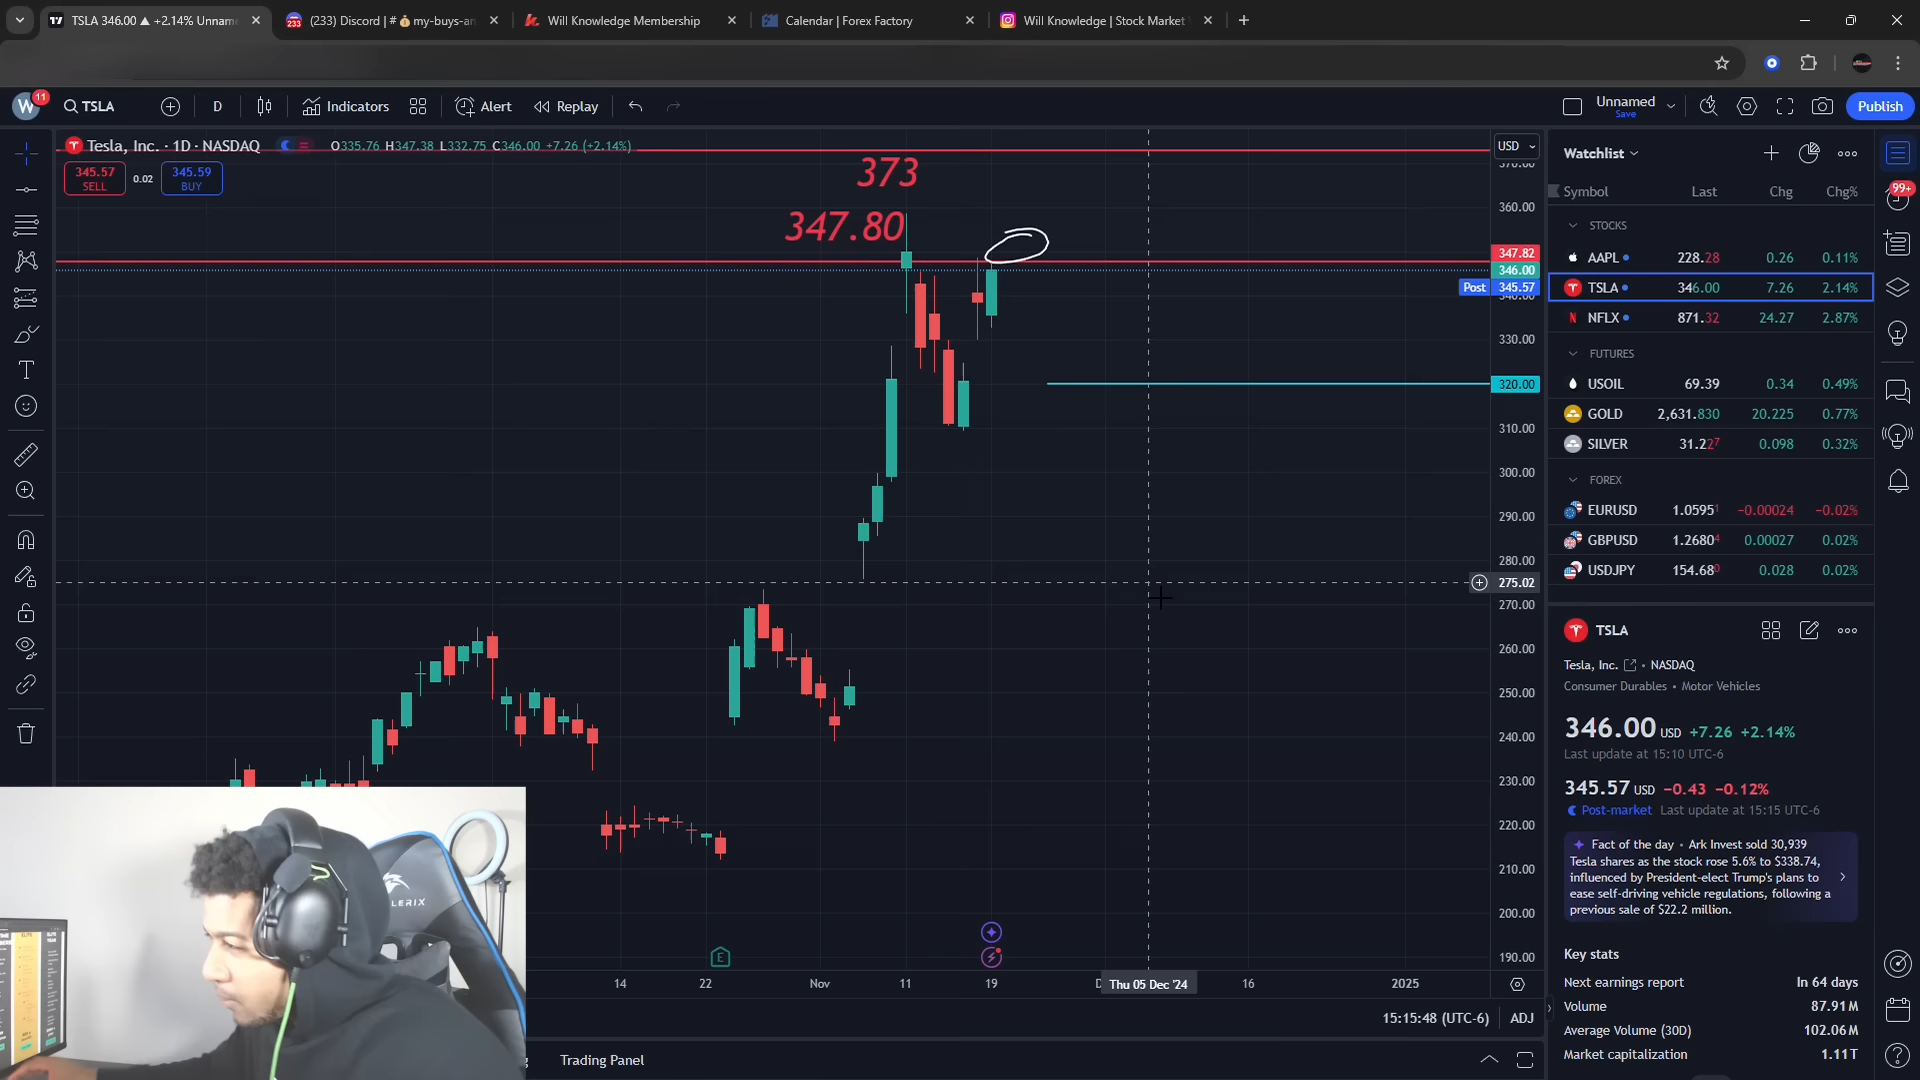 TSLA 346.00 ▲ +2.14% Unnam
(233) Discord | # 💰 my-buys-an
Will Knowledge Membership
Calendar | Forex Factory
Will Knowledge | Stock Market
W 11 TSLA D Indicators Alert Replay Unnamed Save Publish
Tesla, Inc. · 1D · NASDAQ O335.76 H347.38 L332.75 C346.00 +7.26 (+2.14%)
345.57 SELL 0.02 345.59 BUY
373
347.80
USD
370.00
360.00
347.82
346.00
Post 345.57
340.00
330.00
320.00
310.00
300.00
290.00
280.00
275.02
270.00
260.00
250.00
240.00
230.00
220.00
210.00
200.00
190.00
E
14 22 Nov 11 19 D Thu 05 Dec '24 16 2025
15:15:48 (UTC-6) ADJ
Trading Panel
Watchlist
Symbol Last Chg Chg%
99+
STOCKS
AAPL 228.28 0.26 0.11%
TSLA 346.00 7.26 2.14%
NFLX 871.32 24.27 2.87%
FUTURES
USOIL 69.39 0.34 0.49%
GOLD 2,631.830 20.225 0.77%
SILVER 31.227 0.098 0.32%
FOREX
EURUSD 1.05951 −0.00024 −0.02%
GBPUSD 1.26804 0.00027 0.02%
USDJPY 154.680 0.028 0.02%
TSLA
Tesla, Inc. • NASDAQ
Consumer Durables • Motor Vehicles
346.00 USD +7.26 +2.14%
Last update at 15:10 UTC-6
345.57 USD −0.43 −0.12%
Post-market Last update at 15:15 UTC-6
Fact of the day • Ark Invest sold 30,939
Tesla shares as the stock rose 5.6% to $338.74,
influenced by President-elect Trump's plans to
ease self-driving vehicle regulations, following a
previous sale of $22.2 million.
Key stats
Next earnings report In 64 days
Volume 87.91 M
Average Volume (30D) 102.06 M
Market capitalization 1.11 T